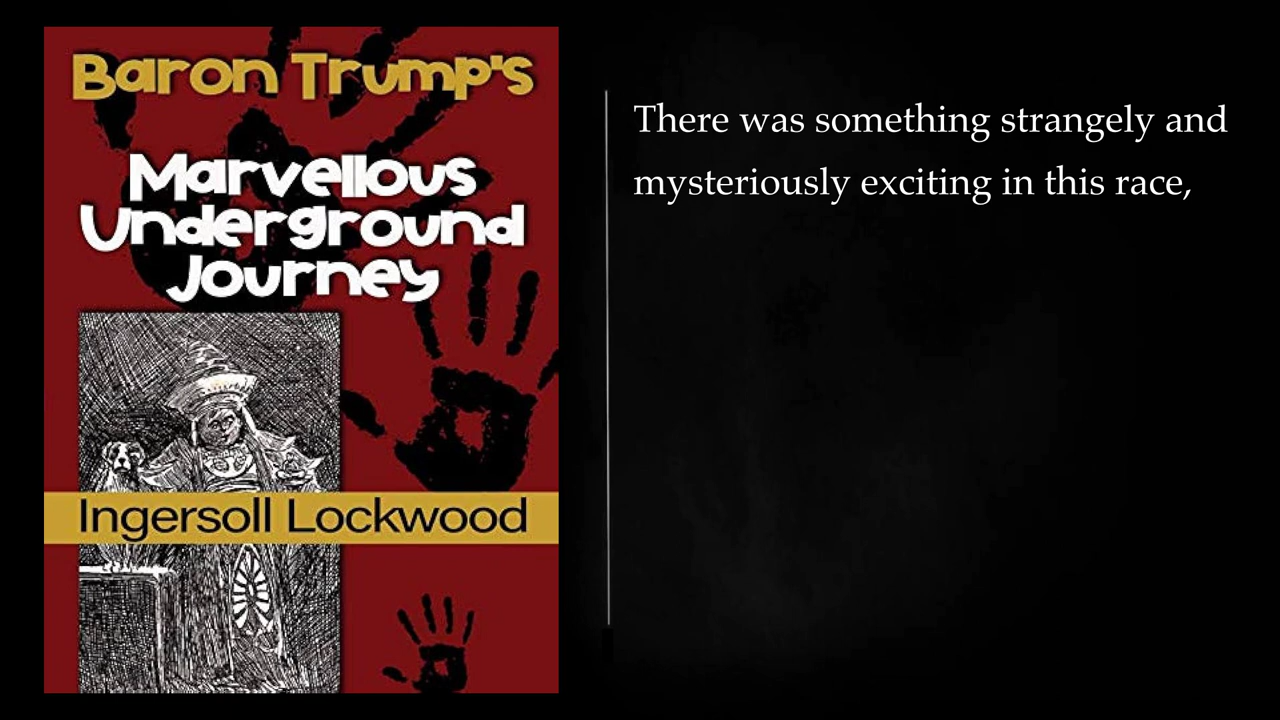 Baron Trump's
Marvellous
Underground
Journey
Ingersoll Lockwood
There was something strangely and
mysteriously exciting in this race,